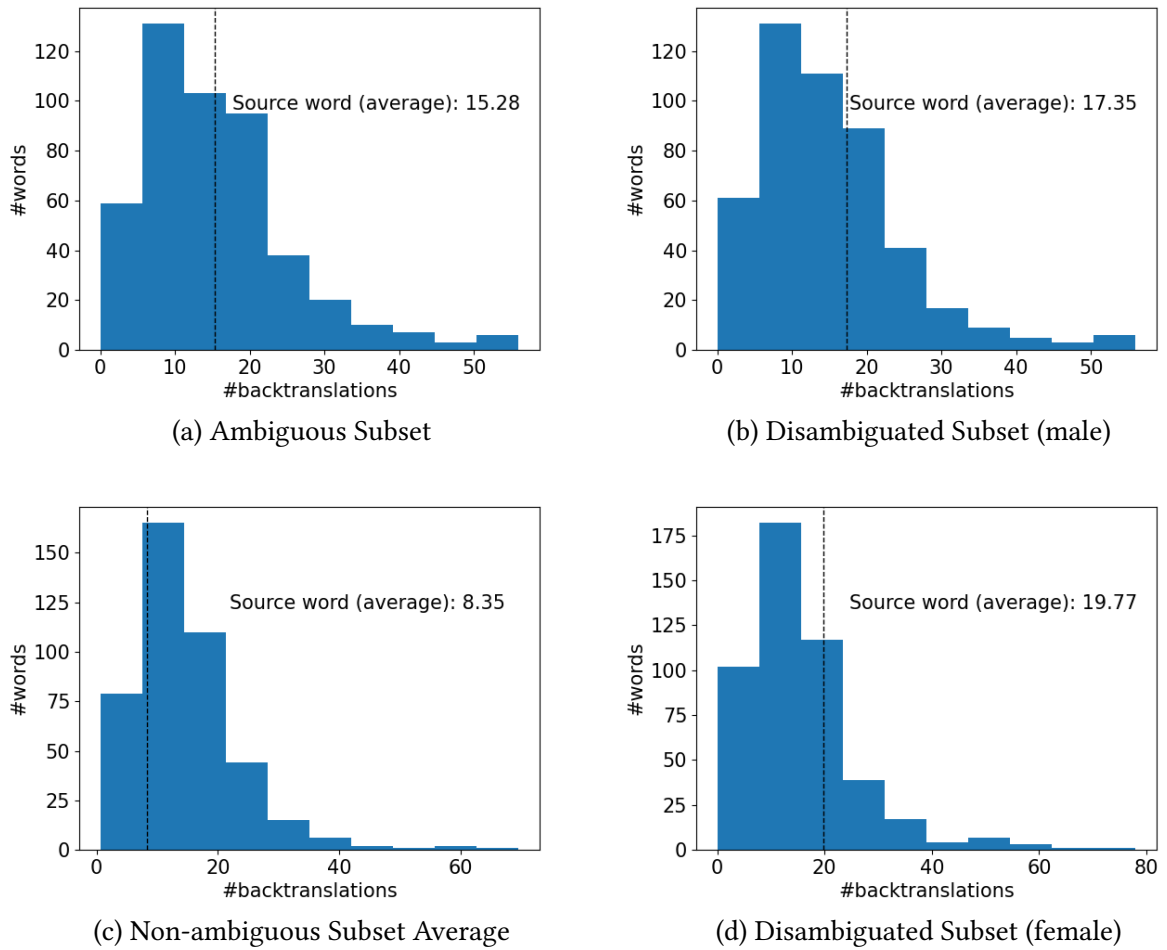 120
100
80
60
40
20
0
#words
Source word (average): 15.28
0 10 20 30 40 50
#backtranslations
(a) Ambiguous Subset
120
100
80
60
40
20
0
#words
Source word (average): 17.35
0 10 20 30 40 50
#backtranslations
(b) Disambiguated Subset (male)
150
125
100
75
50
25
0
#words
Source word (average): 8.35
0 20 40 60
#backtranslations
(c) Non-ambiguous Subset Average
175
150
125
100
75
50
25
0
#words
Source word (average): 19.77
0 20 40 60 80
#backtranslations
(d) Disambiguated Subset (female)